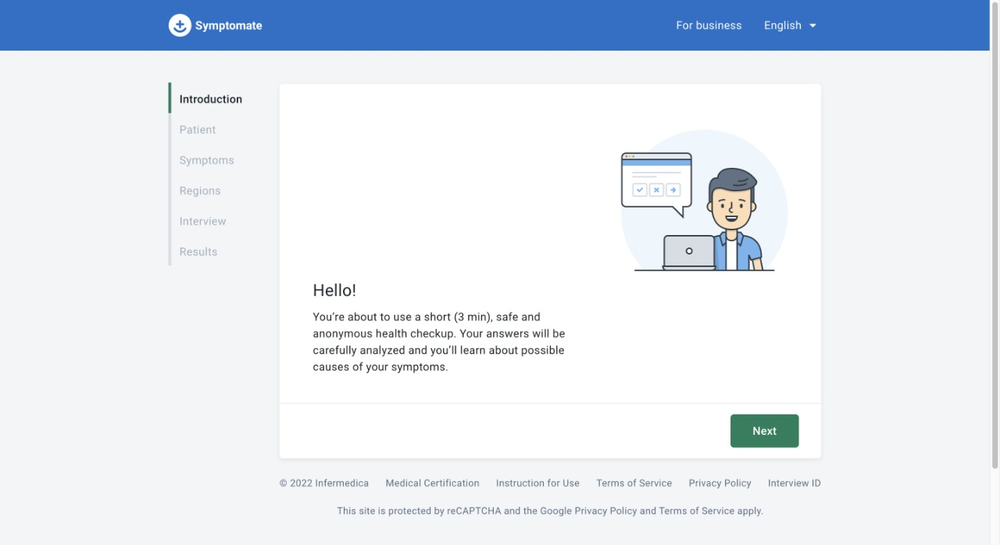 Symptomate
For business
English
Introduction
Patient
Symptoms
Regions
Interview
Results
Hello!
You’re about to use a short (3 min), safe and
anonymous health checkup. Your answers will be
carefully analyzed and you’ll learn about possible
causes of your symptoms.
Next
© 2022 Infermedica
Medical Certification
Instruction for Use
Terms of Service
Privacy Policy
Interview ID
This site is protected by reCAPTCHA and the Google Privacy Policy and Terms of Service apply.